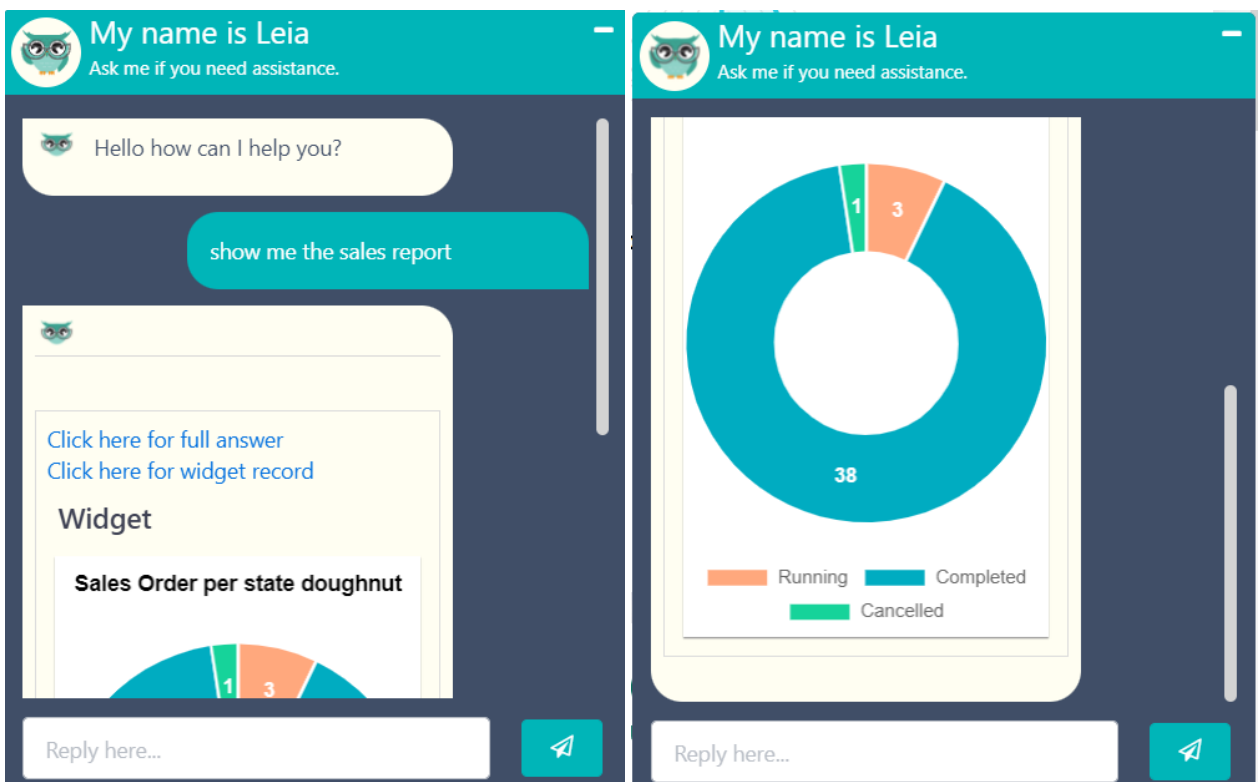 My name is Leia
Ask me if you need assistance.
Hello how can I help you?
show me the sales report
Click here for full answer
Click here for widget record
Widget
Sales Order per state doughnut
1
3
Reply here...
My name is Leia
Ask me if you need assistance.
1
3
38
Running Completed
Cancelled
Reply here...